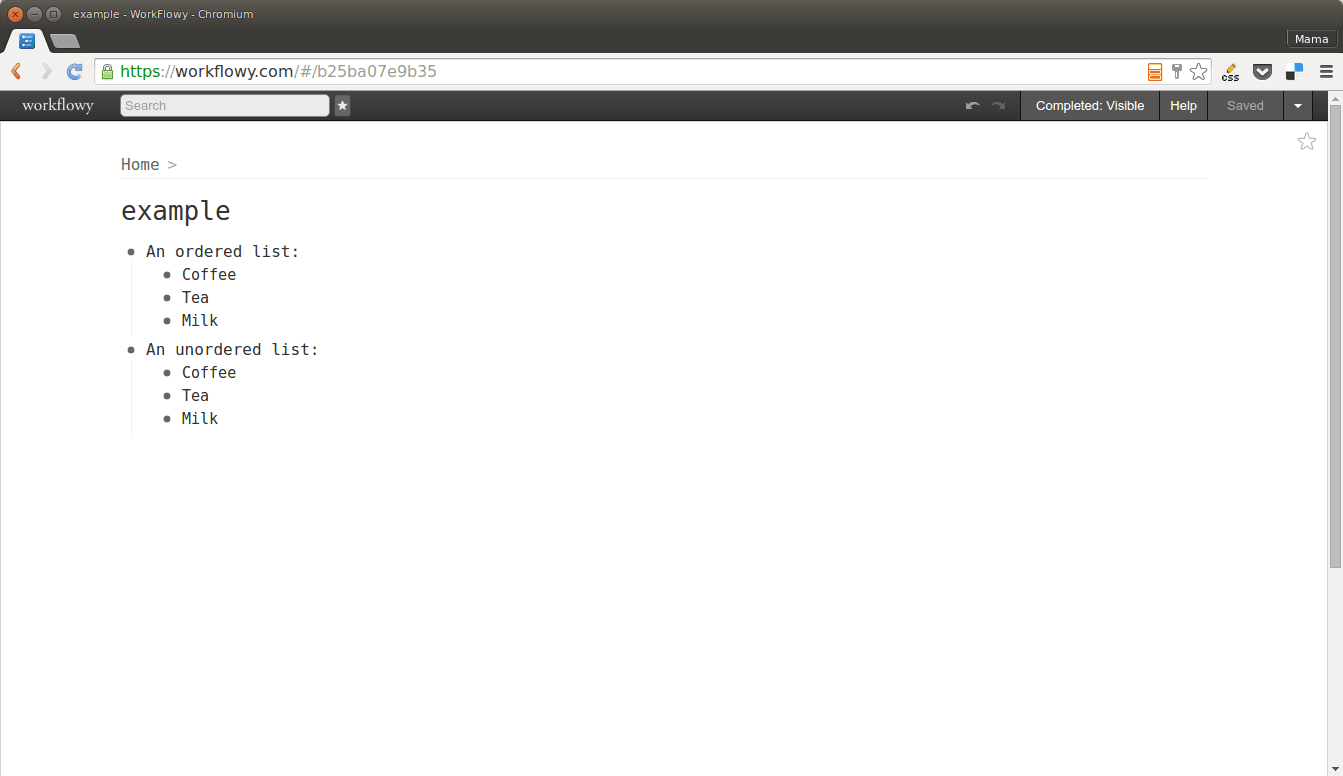 example - WorkFlowy - Chromium
Mama
https://workflowy.com/#/b25ba07e9b35
css
workflowy
Search
Completed: Visible
Help
Saved
Home >
example
An ordered list:
Coffee
Tea
Milk
An unordered list:
Coffee
Tea
Milk